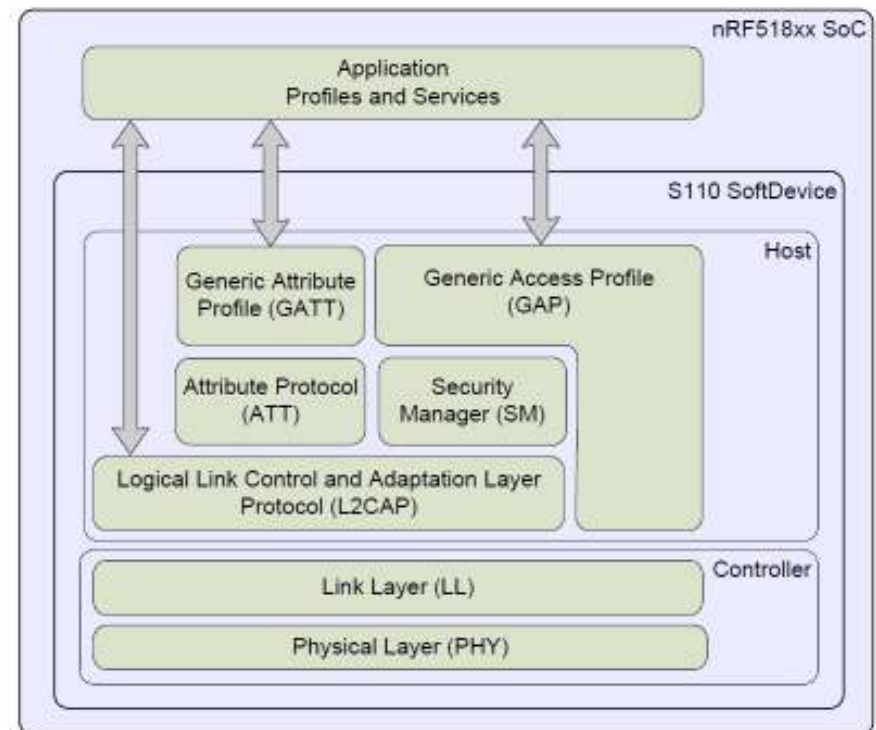 nRF518xx SoC
Application
Profiles and Services
S110 SoftDevice
Host
Generic Attribute
Profile (GATT)
Generic Access Profile
(GAP)
Attribute Protocol
(ATT)
Security
Manager (SM)
Logical Link Control and Adaptation Layer
Protocol (L2CAP)
Controller
Link Layer (LL)
Physical Layer (PHY)